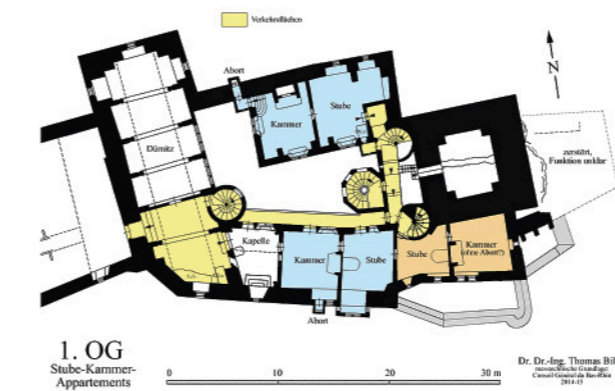 Verkehrsflächen
Abort
N
Stube
Kammer
Dürnitz
zerstört,
Funktion unklar
Kapelle
Kammer
Stube
Stube
Kammer
(ohne Abort?)
Abort
1. OG
Stube-Kammer-
Appartements
0 10 20 30 m
Dr. Dr.-Ing. Thomas Bil
2014-15